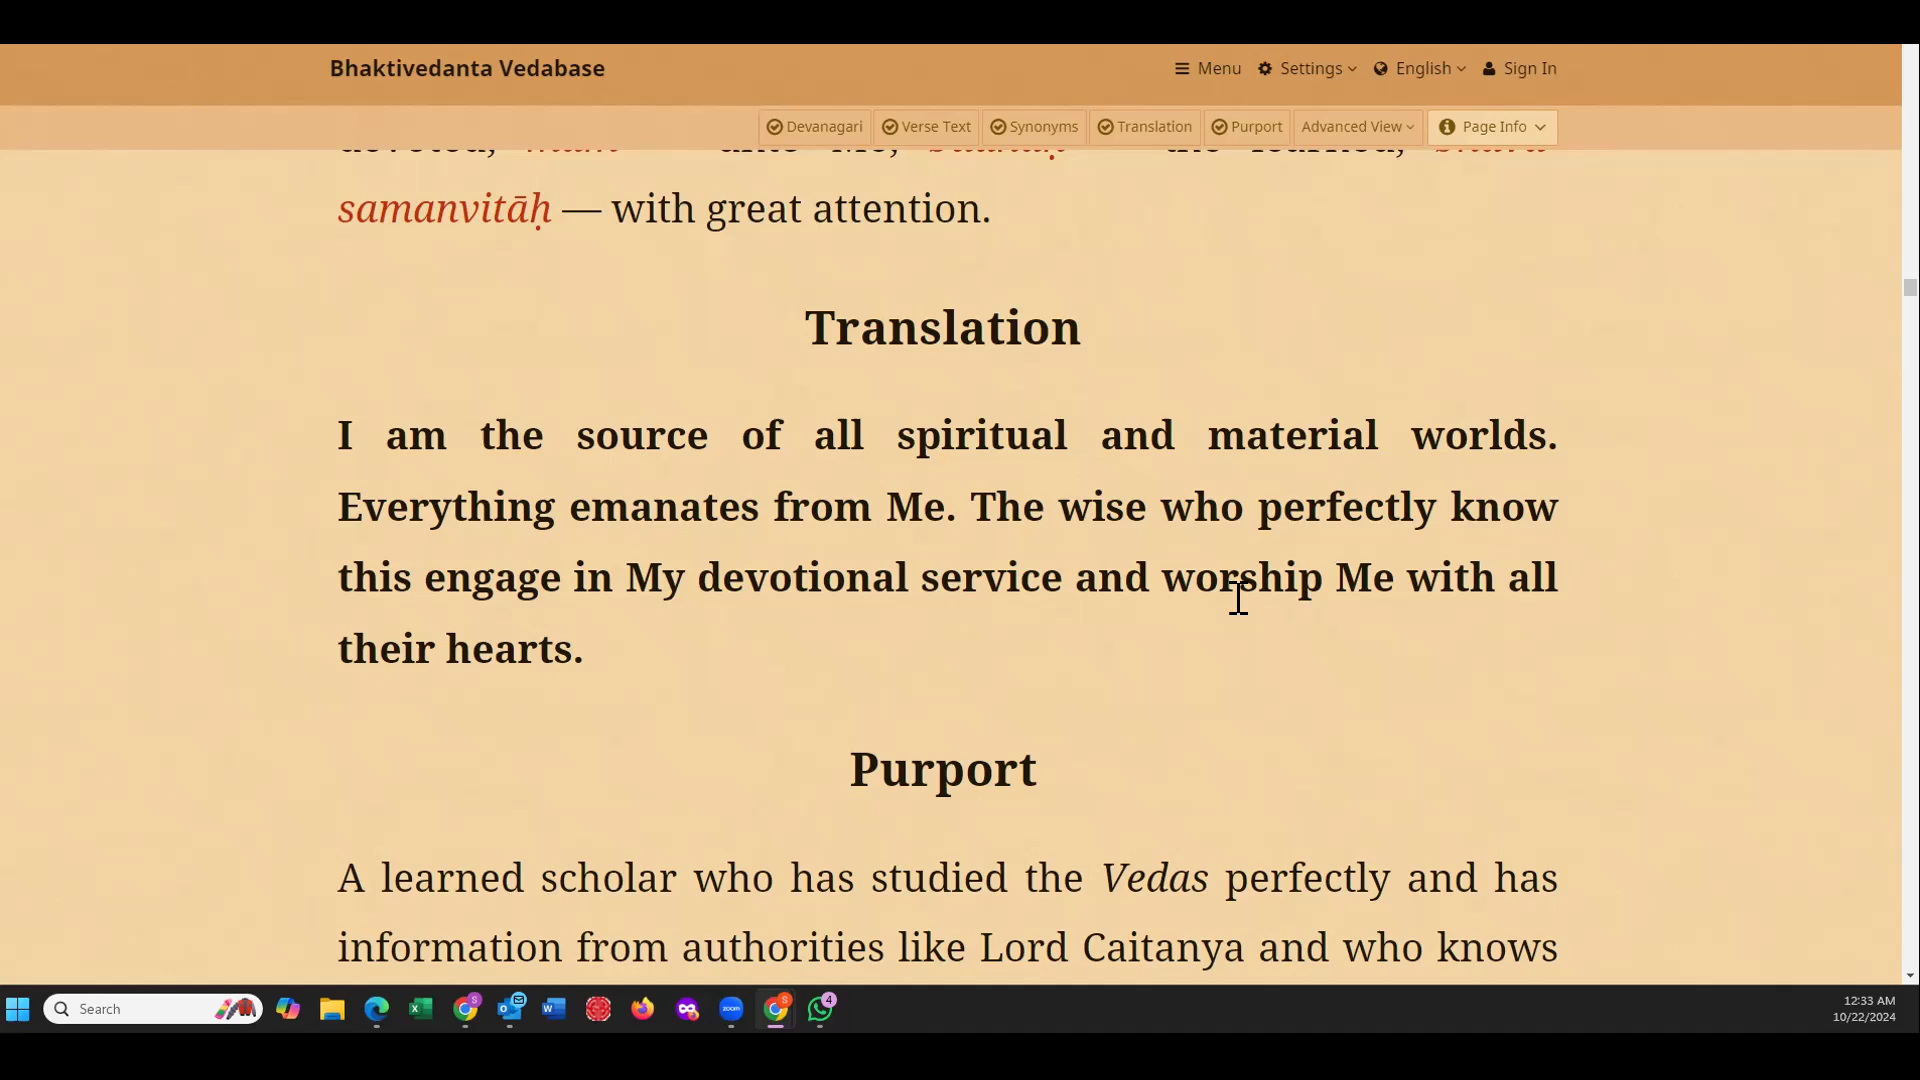 Bhaktivedanta Vedabase
Menu Settings English Sign In
Devanagari Verse Text Synonyms Translation Purport Advanced View Page Info
samanvitāḥ — with great attention.
Translation
I am the source of all spiritual and material worlds.
Everything emanates from Me. The wise who perfectly know
this engage in My devotional service and worship Me with all
their hearts.
Purport
A learned scholar who has studied the Vedas perfectly and has
information from authorities like Lord Caitanya and who knows
Search
12:33 AM
10/22/2024